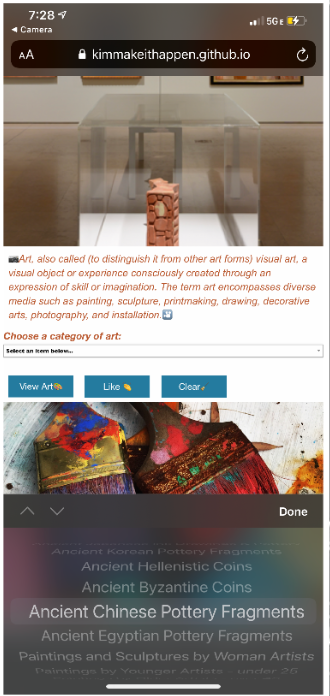 7:28
5GE
◀ Camera
AA kimmakeithappen.github.io
Art, also called (to distinguish it from other art forms) visual art, a
visual object or experience consciously created through an
expression of skill or imagination. The term art encompasses diverse
media such as painting, sculpture, printmaking, drawing, decorative
arts, photography, and installation.
Choose a category of art:
Select an item below...
View Art Like Clear
Done
Ancient Korean Pottery Fragments
Ancient Hellenistic Coins
Ancient Byzantine Coins
Ancient Chinese Pottery Fragments
Ancient Egyptian Pottery Fragments
Paintings and Sculptures by Woman Artists
Paintings by Younger Artists - under 26